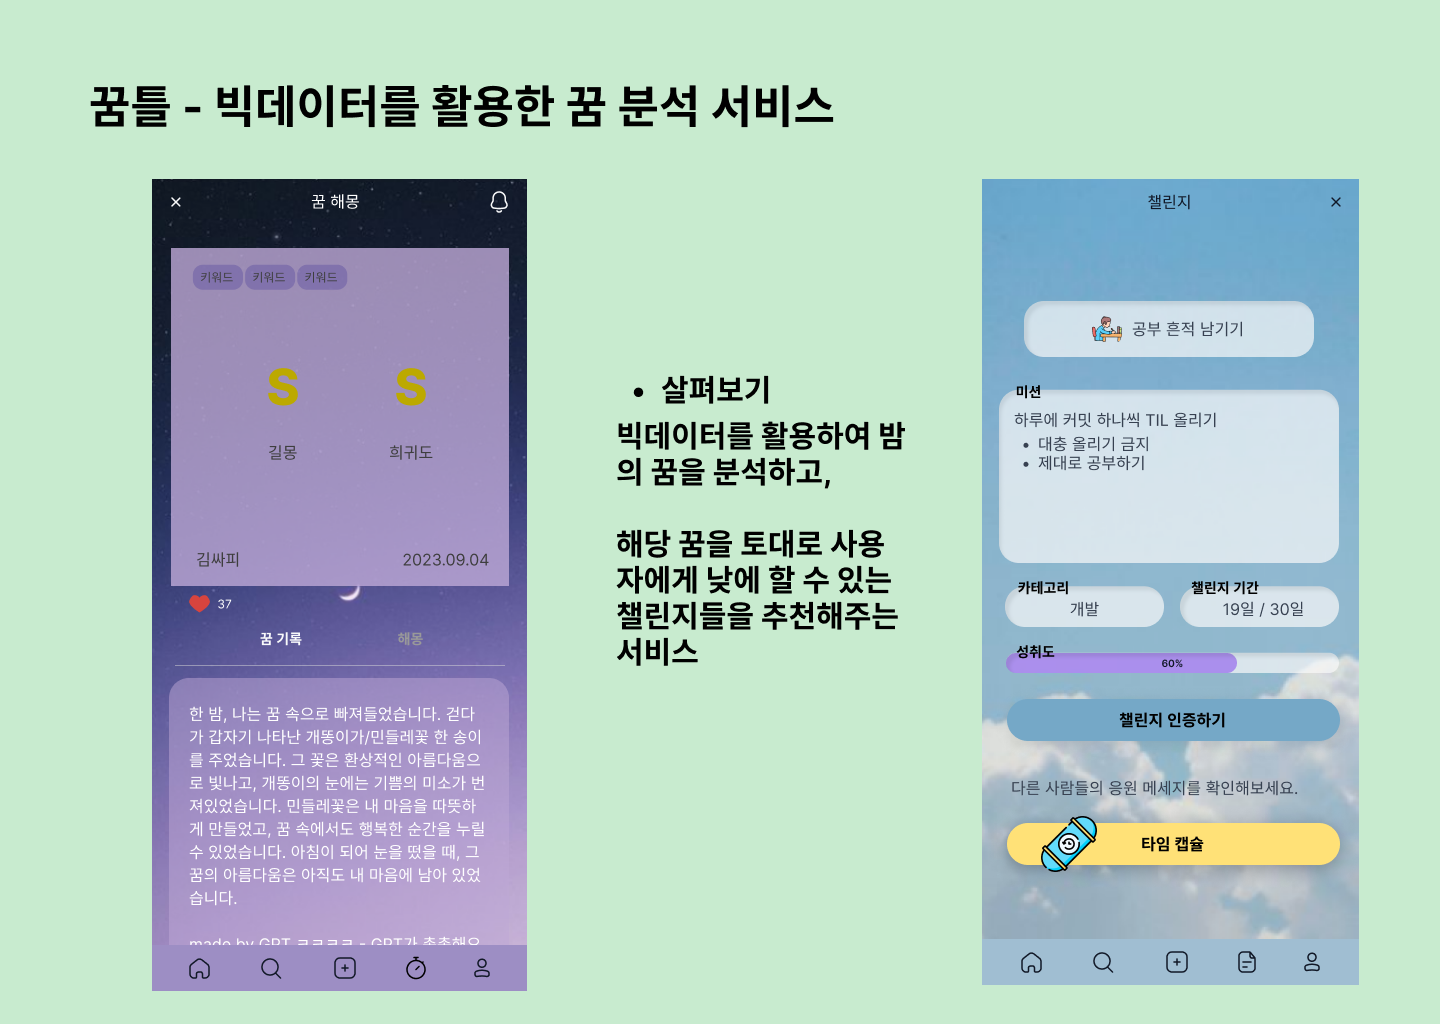 꿈틀 - 빅데이터를 활용한 꿈 분석 서비스
꿈 해몽
키워드 키워드 키워드
S S
길몽 희귀도
김싸피 2023.09.04
37
꿈 기록 해몽
한 밤, 나는 꿈 속으로 빠져들었습니다. 걷다
가 갑자기 나타난 개똥이가/민들레꽃 한 송이
를 주었습니다. 그 꽃은 환상적인 아름다움으
로 빛나고, 개똥이의 눈에는 기쁨의 미소가 번
져있었습니다. 민들레꽃은 내 마음을 따뜻하
게 만들었고, 꿈 속에서도 행복한 순간을 누릴
수 있었습니다. 아침이 되어 눈을 떴을 때, 그
꿈의 아름다움은 아직도 내 마음에 남아 있었
습니다.
made by GPT ㅋㅋㅋㅋ - GPT가
• 살펴보기
빅데이터를 활용하여 밤
의 꿈을 분석하고,
해당 꿈을 토대로 사용
자에게 낮에 할 수 있는
챌린지들을 추천해주는
서비스
챌린지
공부 흔적 남기기
미션
하루에 커밋 하나씩 TIL 올리기
• 대충 올리기 금지
• 제대로 공부하기
카테고리 챌린지 기간
개발 19일 / 30일
성취도
60%
챌린지 인증하기
다른 사람들의 응원 메세지를 확인해보세요.
타임 캡슐